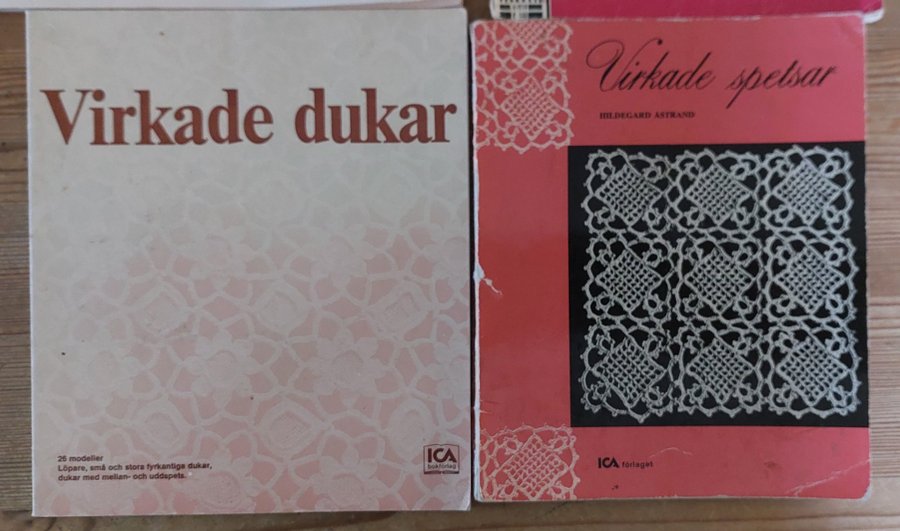 Virkade dukar
25 modeller
Löpare, små och stora fyrkantiga dukar,
dukar med mellan- och uddspets.
ICA
bokförlag
Virkade spetsar
HILDEGARD ÅSTRAND
ICA förlaget